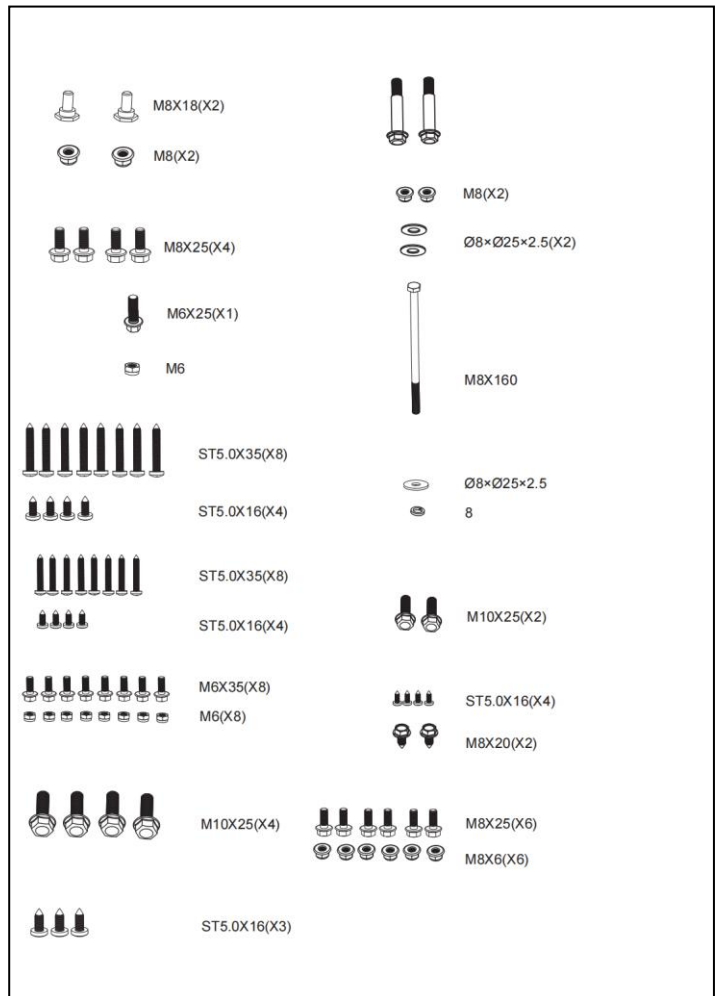 M8X18(X2)
M8(X2)
M8X25(X4)
M6X25(X1)
M6
ST5.0X35(X8)
ST5.0X16(X4)
ST5.0X35(X8)
ST5.0X16(X4)
M6X35(X8)
M6(X8)
M10X25(X4)
ST5.0X16(X3)
M8(X2)
Ø8×Ø25×2.5(X2)
M8X160
Ø8×Ø25×2.5
8
M10X25(X2)
ST5.0X16(X4)
M8X20(X2)
M8X25(X6)
M8X6(X6)